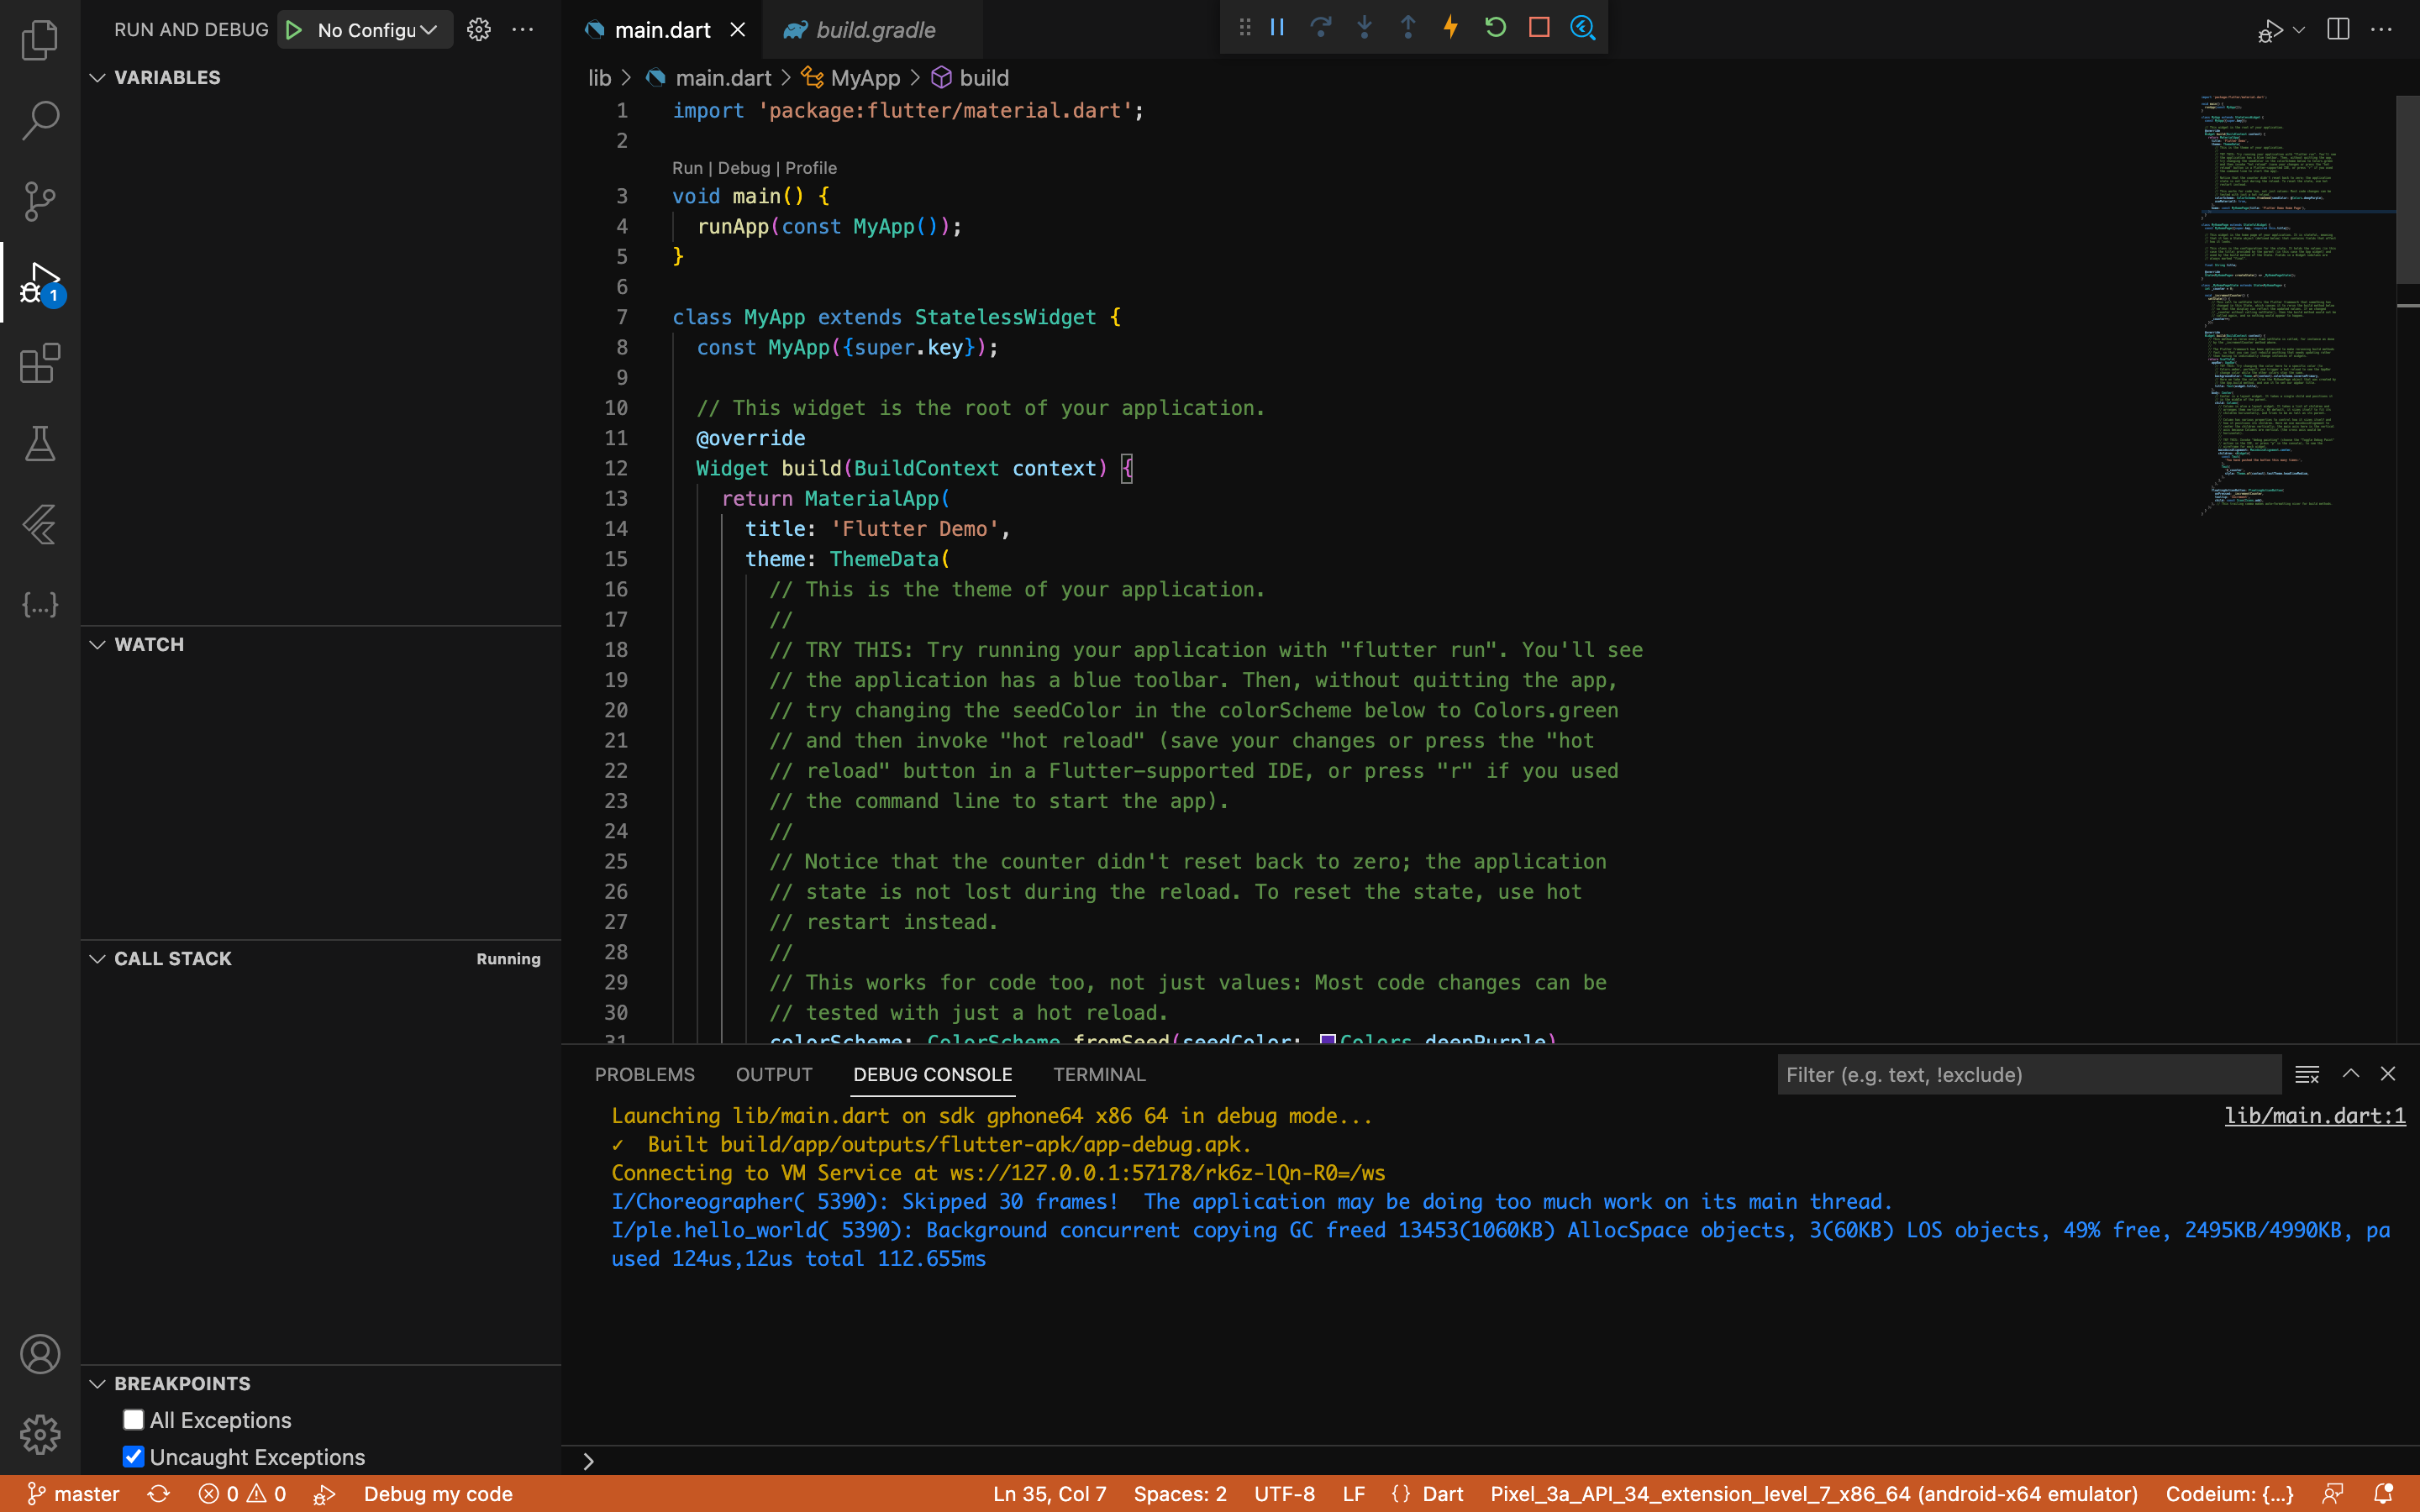 RUN AND DEBUG
No Configu
VARIABLES
WATCH
CALL STACK
Running
BREAKPOINTS
All Exceptions
Uncaught Exceptions
1
main.dart
build.gradle
lib > main.dart > MyApp > build
1 import 'package:flutter/material.dart';
2
Run | Debug | Profile
3 void main() {
4 runApp(const MyApp());
5 }
6
7 class MyApp extends StatelessWidget {
8 const MyApp({super.key});
9
10 // This widget is the root of your application.
11 @override
12 Widget build(BuildContext context) {
13 return MaterialApp(
14 title: 'Flutter Demo',
15 theme: ThemeData(
16 // This is the theme of your application.
17 //
18 // TRY THIS: Try running your application with "flutter run". You'll see
19 // the application has a blue toolbar. Then, without quitting the app,
20 // try changing the seedColor in the colorScheme below to Colors.green
21 // and then invoke "hot reload" (save your changes or press the "hot
22 // reload" button in a Flutter-supported IDE, or press "r" if you used
23 // the command line to start the app).
24 //
25 // Notice that the counter didn't reset back to zero; the application
26 // state is not lost during the reload. To reset the state, use hot
27 // restart instead.
28 //
29 // This works for code too, not just values: Most code changes can be
30 // tested with just a hot reload.
31 colorScheme: ColorScheme.fromSeed(seedColor: Colors.deepPurple)
PROBLEMS OUTPUT DEBUG CONSOLE TERMINAL
Filter (e.g. text, !exclude)
Launching lib/main.dart on sdk gphone64 x86 64 in debug mode...
lib/main.dart:1
✓ Built build/app/outputs/flutter-apk/app-debug.apk.
Connecting to VM Service at ws://127.0.0.1:57178/rk6z-lQn-R0=/ws
I/Choreographer( 5390): Skipped 30 frames! The application may be doing too much work on its main thread.
I/ple.hello_world( 5390): Background concurrent copying GC freed 13453(1060KB) AllocSpace objects, 3(60KB) LOS objects, 49% free, 2495KB/4990KB, pa
used 124us,12us total 112.655ms
master
0 0
Debug my code
Ln 35, Col 7
Spaces: 2
UTF-8
LF
{} Dart
Pixel_3a_API_34_extension_level_7_x86_64 (android-x64 emulator)
Codeium: {...}